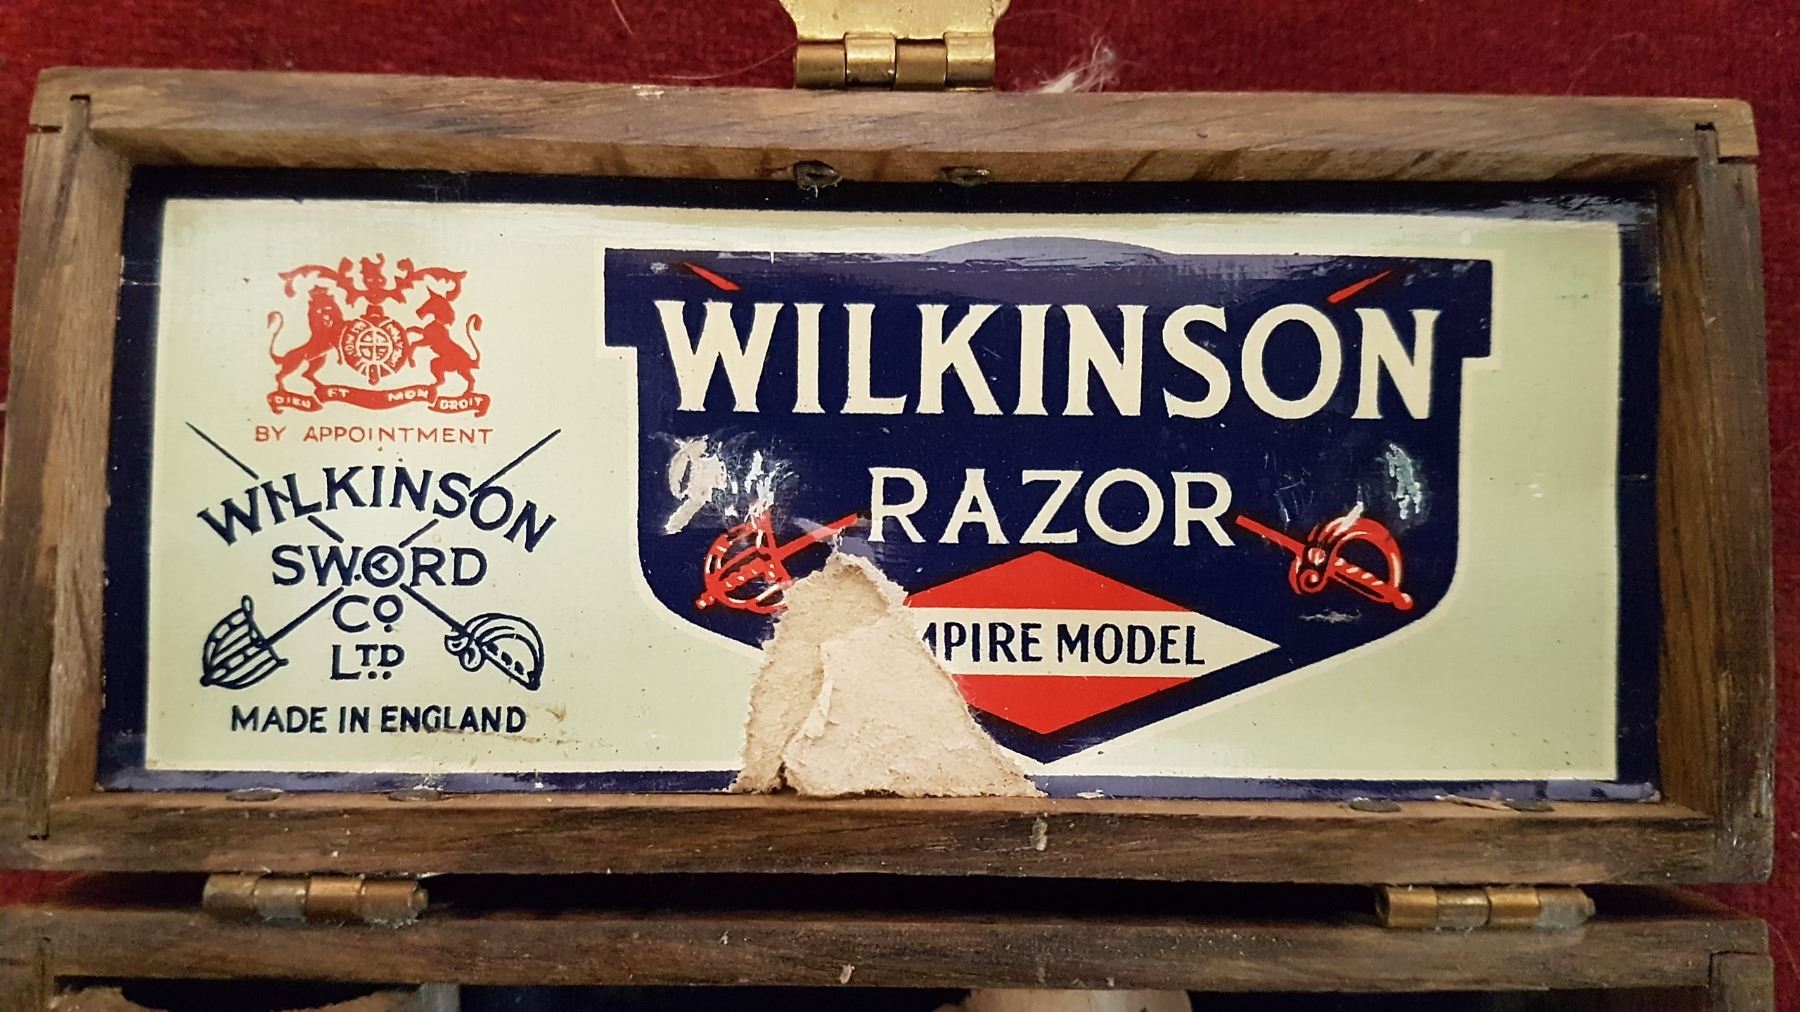 DIEU ET MON DROIT
BY APPOINTMENT
WILKINSON
SWORD
Co
LTD
MADE IN ENGLAND
WILKINSON
RAZOR
MPIRE MODEL